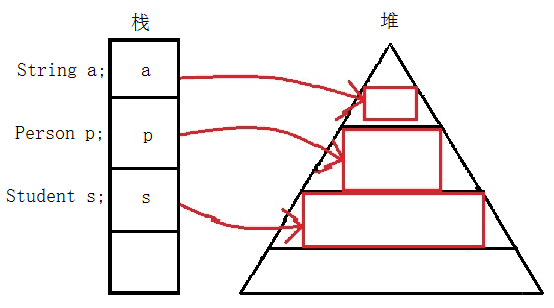 栈
堆
String a;
a
Person p;
p
Student s;
s